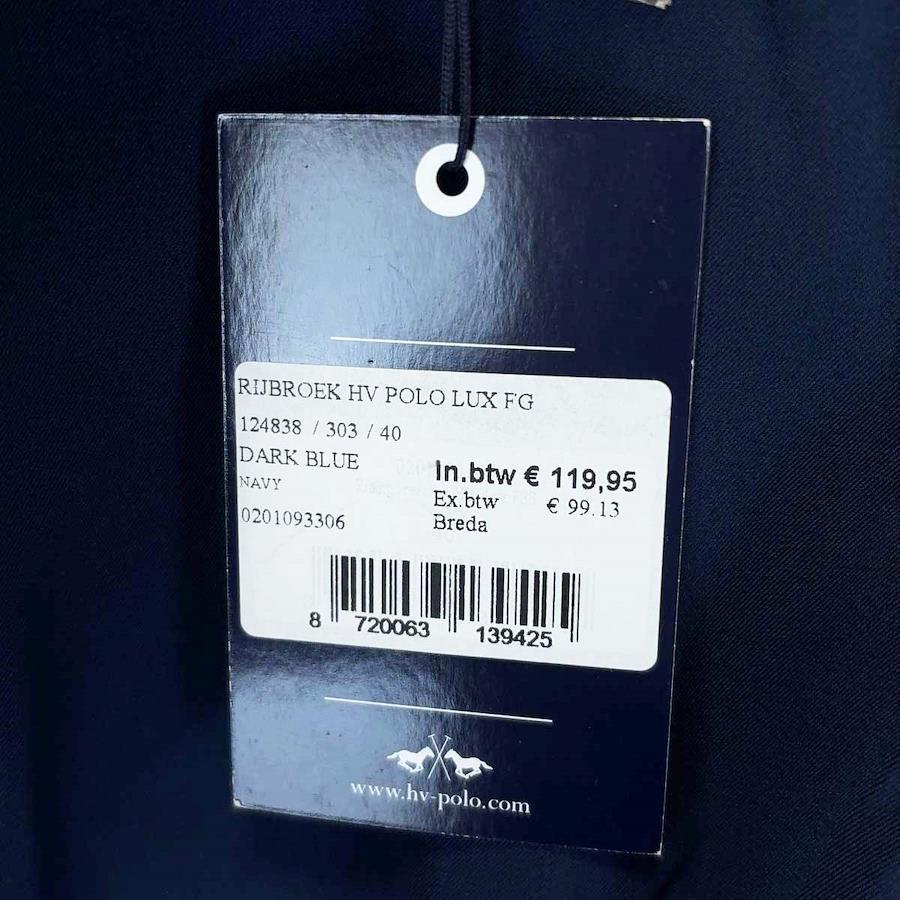 RIJBROEK HV POLO LUX FG
124838 / 303 / 40
DARK BLUE
NAVY
In.btw € 119,95
Ex.btw € 99.13
0201093306
Breda
8 720063 139425
www.hv-polo.com